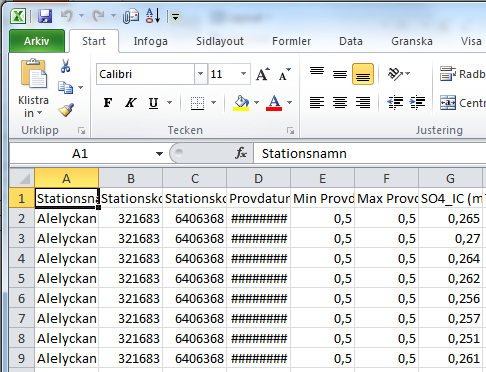 Arkiv Start Infoga Sidlayout Formler Data Granska Visa
Calibri 11 A A Radb
Klistra in F K U A Cent
Urklipp Tecken Justering
A1 fx Stationsnamn
A B C D E F G
1 Stationsna Stationsko Stationsko Provdatun Min Provd Max Provd SO4_IC (m
2 Alelyckan 321683 6406368 ######## 0,5 0,5 0,265
3 Alelyckan 321683 6406368 ######## 0,5 0,5 0,27
4 Alelyckan 321683 6406368 ######## 0,5 0,5 0,264
5 Alelyckan 321683 6406368 ######## 0,5 0,5 0,262
6 Alelyckan 321683 6406368 ######## 0,5 0,5 0,256
7 Alelyckan 321683 6406368 ######## 0,5 0,5 0,257
8 Alelyckan 321683 6406368 ######## 0,5 0,5 0,251
9 Alelyckan 321683 6406368 ######## 0,5 0,5 0,261